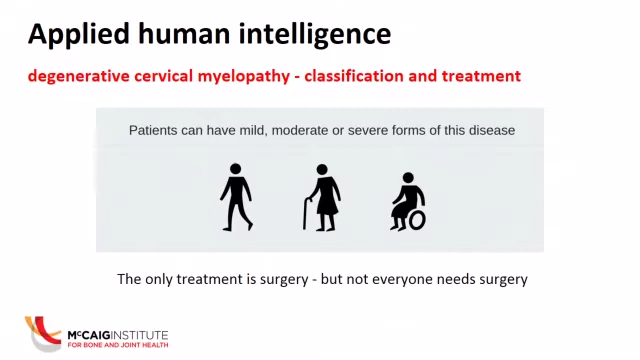 Applied human intelligence
degenerative cervical myelopathy - classification and treatment
Patients can have mild, moderate or severe forms of this disease
The only treatment is surgery - but not everyone needs surgery
McCAIG INSTITUTE
FOR BONE AND JOINT HEALTH